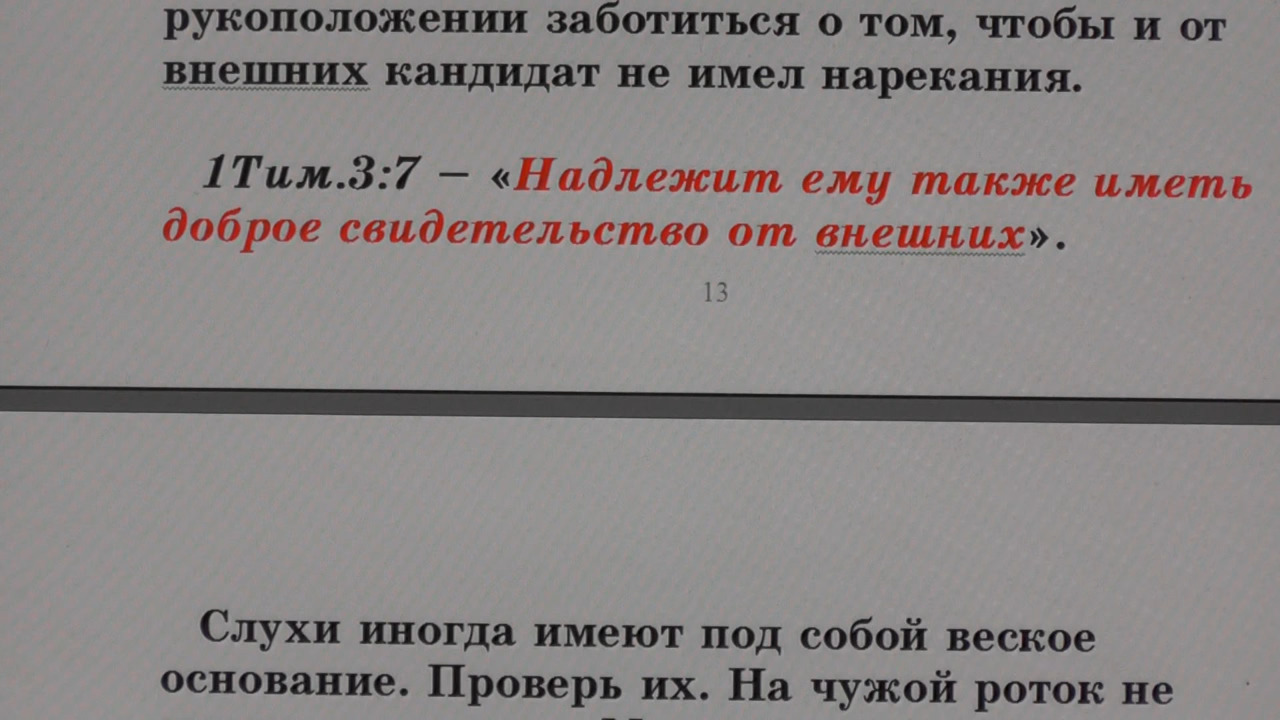 рукоположении заботиться о том, чтобы и от
внешних кандидат не имел нарекания.
1Тим.3:7 – «Надлежит ему также иметь
доброе свидетельство от внешних».
13
Слухи иногда имеют под собой веское
основание. Проверь их. На чужой роток не